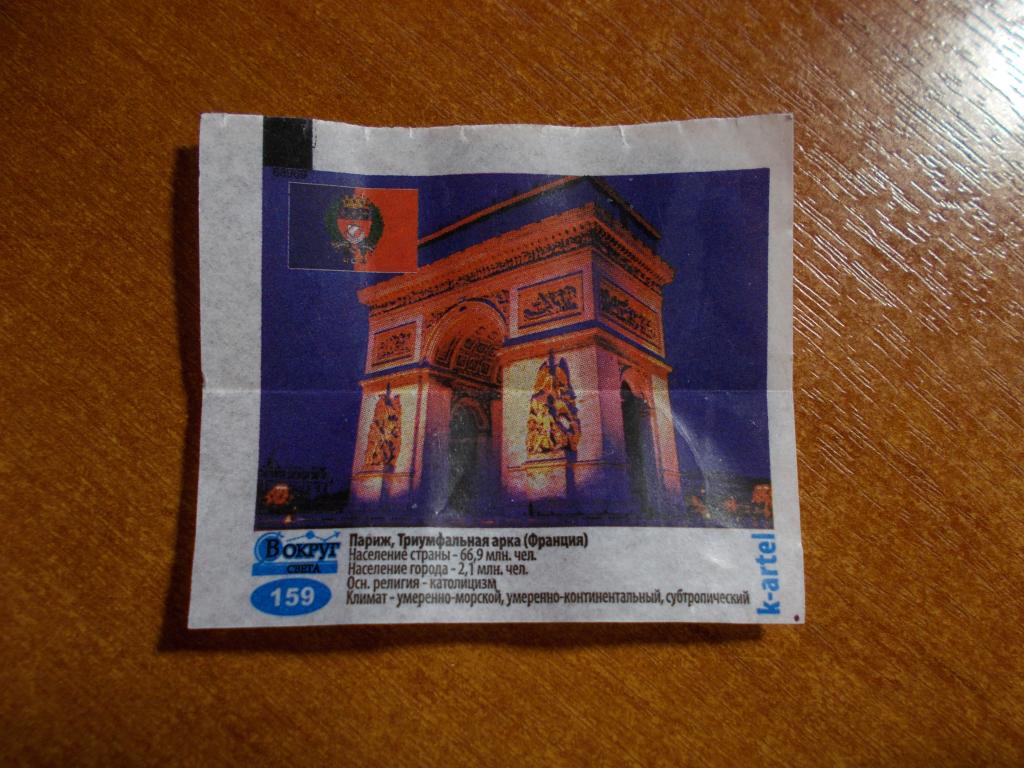 Вокруг
света
159
Париж, Триумфальная арка (Франция)
Население страны - 66,9 млн. чел.
Население города - 2,1 млн. чел.
Осн. религия - католицизм
Климат - умеренно-морской, умеренно-континентальный, субтропический
k-artel